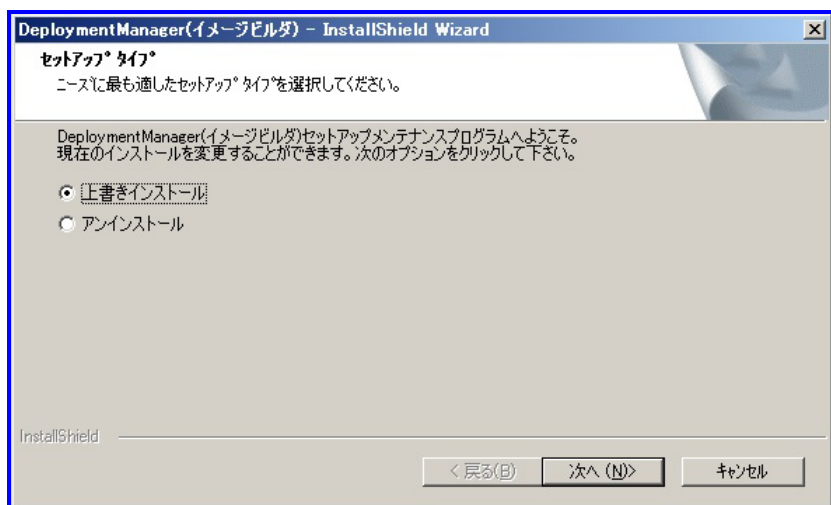 DeploymentManager(イメージビルダ) - InstallShield Wizard
セットアップ タイプ
ニーズに最も適したセットアップ タイプを選択してください。
DeploymentManager(イメージビルダ)セットアップメンテナンスプログラムへようこそ。
現在のインストールを変更することができます。次のオプションをクリックして下さい。
上書きインストール
アンインストール
InstallShield
< 戻る(B)
次へ (N)>
キャンセル